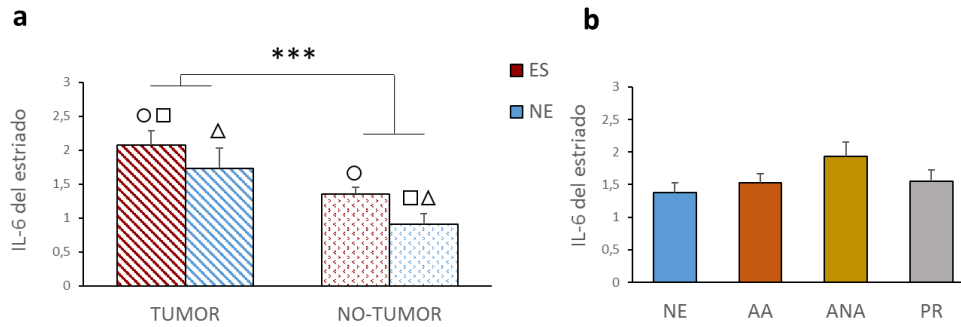 a
***
IL-6 del estriado
3
2,5
2
1,5
1
0,5
0
TUMOR
NO-TUMOR
ES
NE
b
IL-6 del estriado
3
2,5
2
1,5
1
0,5
0
NE
AA
ANA
PR